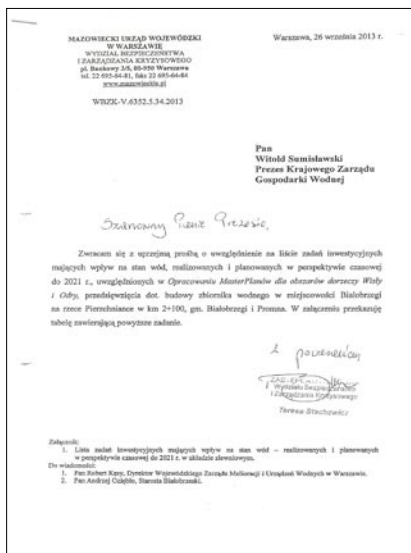 MAZOWIECKI URZĄD WOJEWÓDZKI
W WARSZAWIE
WYDZIAŁ BEZPIECZEŃSTWA
I ZARZĄDZANIA KRYZYSOWEGO
pl. Bankowy 3/5, 00-950 Warszawa
tel. 22 695-64-81, faks 22 695-64-84
www.mazowieckie.pl
Warszawa, 26 września 2013 r.
WBZK-V.6352.5.34.2013
Pan
Witold Sumisławski
Prezes Krajowego Zarządu
Gospodarki Wodnej
Szanowny Panie Prezesie,
Zwracam się z uprzejmą prośbą o uwzględnienie na liście zadań inwestycyjnych
mających wpływ na stan wód, realizowanych i planowanych w perspektywie czasowej
do 2021 r., uwzględnionych w Opracowaniu MasterPlanów dla obszarów dorzeczy Wisły
i Odry, przedsięwzięcia dot. budowy zbiornika wodnego w miejscowości Białobrzegi
na rzece Pierzchniance w km 2+100, gm. Białobrzegi i Promna. W załączeniu przekazuję
tabelę zawierającą powyższe zadanie.
Z poważaniem
Wydziału Bezpieczeństwa
i Zarządzania Kryzysowego
Teresa Stachowicz
Załącznik:
1. Lista zadań inwestycyjnych mających wpływ na stan wód – realizowanych i planowanych
w perspektywie czasowej do 2021 r. w układzie zlewniowym.
Do wiadomości:
1. Pan Robert Kęsy, Dyrektor Wojewódzkiego Zarządu Melioracji i Urządzeń Wodnych w Warszawie.
2. Pan Andrzej Oziębło, Starosta Białobrzeski.